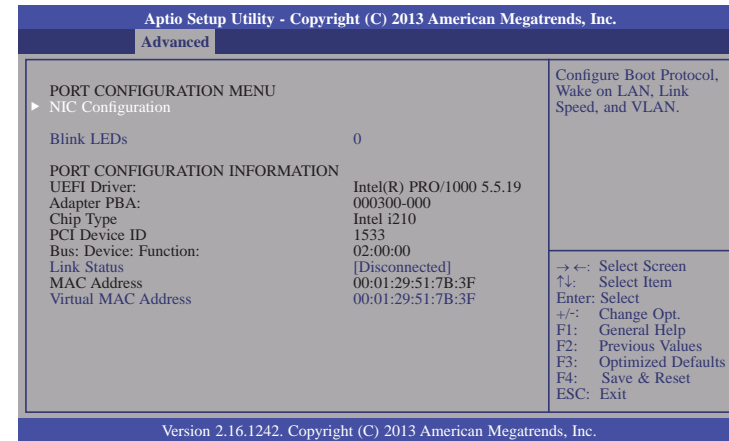 Aptio Setup Utility - Copyright (C) 2013 American Megatrends, Inc.
Advanced
PORT CONFIGURATION MENU
► NIC Configuration
Blink LEDs 0
PORT CONFIGURATION INFORMATION
UEFI Driver: Intel(R) PRO/1000 5.5.19
Adapter PBA: 000300-000
Chip Type Intel i210
PCI Device ID 1533
Bus: Device: Function: 02:00:00
Link Status [Disconnected]
MAC Address 00:01:29:51:7B:3F
Virtual MAC Address 00:01:29:51:7B:3F
Configure Boot Protocol,
Wake on LAN, Link
Speed, and VLAN.
→←: Select Screen
↑↓: Select Item
Enter: Select
+/-: Change Opt.
F1: General Help
F2: Previous Values
F3: Optimized Defaults
F4: Save & Reset
ESC: Exit
Version 2.16.1242. Copyright (C) 2013 American Megatrends, Inc.